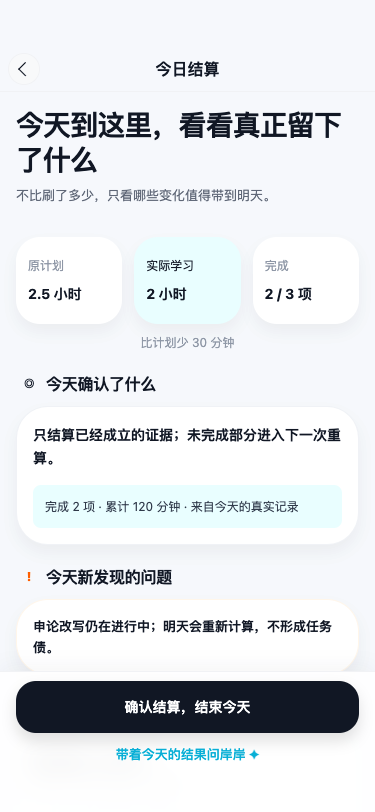 今日结算
今天到这里，看看真正留下
了什么
不比刷了多少，只看哪些变化值得带到明天。
原计划
2.5 小时
实际学习
2 小时
完成
2 / 3 项
比计划少 30 分钟
◎ 今天确认了什么
只结算已经成立的证据；未完成部分进入下一次重
算。
完成 2 项 · 累计 120 分钟 · 来自今天的真实记录
! 今天新发现的问题
申论改写仍在进行中；明天会重新计算，不形成任务
债。
确认结算，结束今天
带着今天的结果问岸岸 ✦